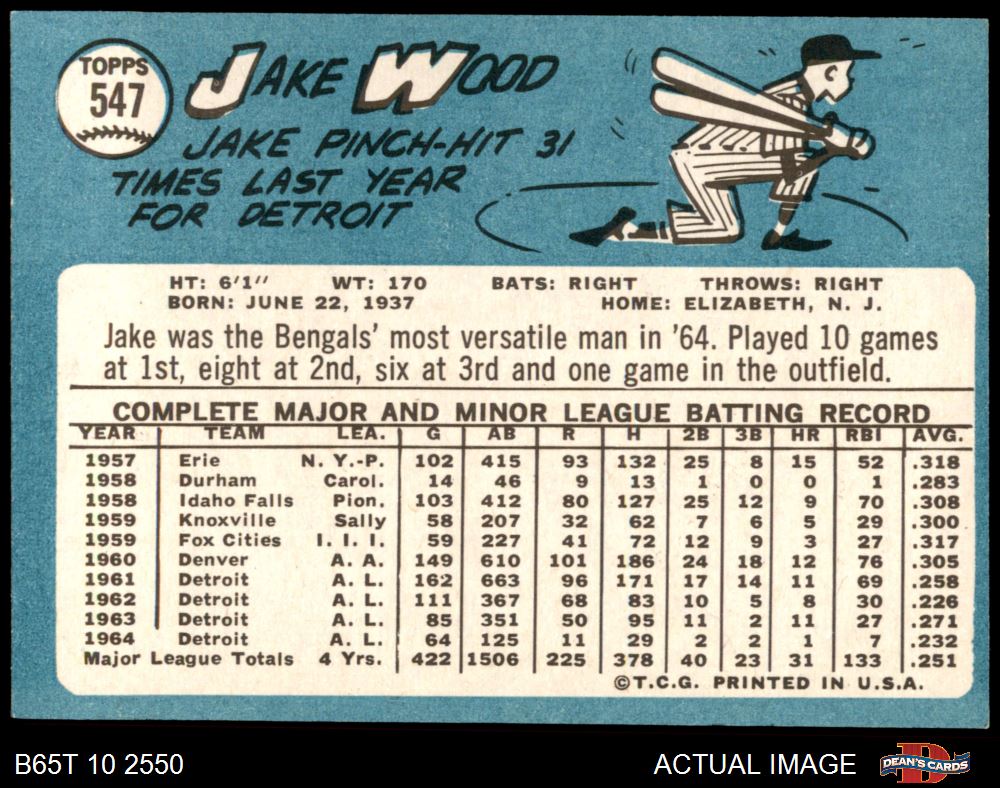 TOPPS
547
JAKE WOOD
JAKE PINCH-HIT 31
TIMES LAST YEAR
FOR DETROIT
HT: 6'1" WT: 170 BATS: RIGHT THROWS: RIGHT
BORN: JUNE 22, 1937 HOME: ELIZABETH, N. J.
Jake was the Bengals' most versatile man in '64. Played 10 games
at 1st, eight at 2nd, six at 3rd and one game in the outfield.
COMPLETE MAJOR AND MINOR LEAGUE BATTING RECORD
YEAR TEAM LEA. G AB R H 2B 3B HR RBI AVG.
1957 Erie N. Y.-P. 102 415 93 132 25 8 15 52 .318
1958 Durham Carol. 14 46 9 13 1 0 0 1 .283
1958 Idaho Falls Pion. 103 412 80 127 25 12 9 70 .308
1959 Knoxville Sally 58 207 32 62 7 6 5 29 .300
1959 Fox Cities I. I. I. 59 227 41 72 12 9 3 27 .317
1960 Denver A. A. 149 610 101 186 24 18 12 76 .305
1961 Detroit A. L. 162 663 96 171 17 14 11 69 .258
1962 Detroit A. L. 111 367 68 83 10 5 8 30 .226
1963 Detroit A. L. 85 351 50 95 11 2 11 27 .271
1964 Detroit A. L. 64 125 11 29 2 2 1 7 .232
Major League Totals 4 Yrs. 422 1506 225 378 40 23 31 133 .251
©T.C.G. PRINTED IN U.S.A.
B65T 10 2550 ACTUAL IMAGE DEAN'S CARDS